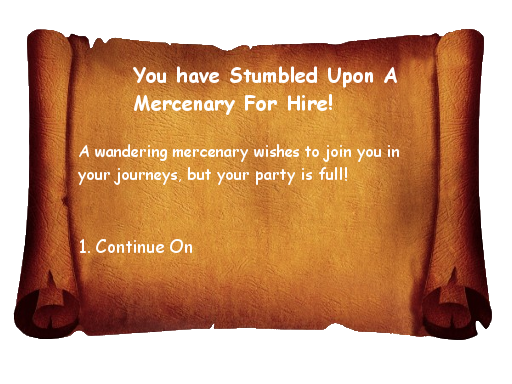 You have Stumbled Upon A
Mercenary For Hire!
A wandering mercenary wishes to join you in
your journeys, but your party is full!
1. Continue On